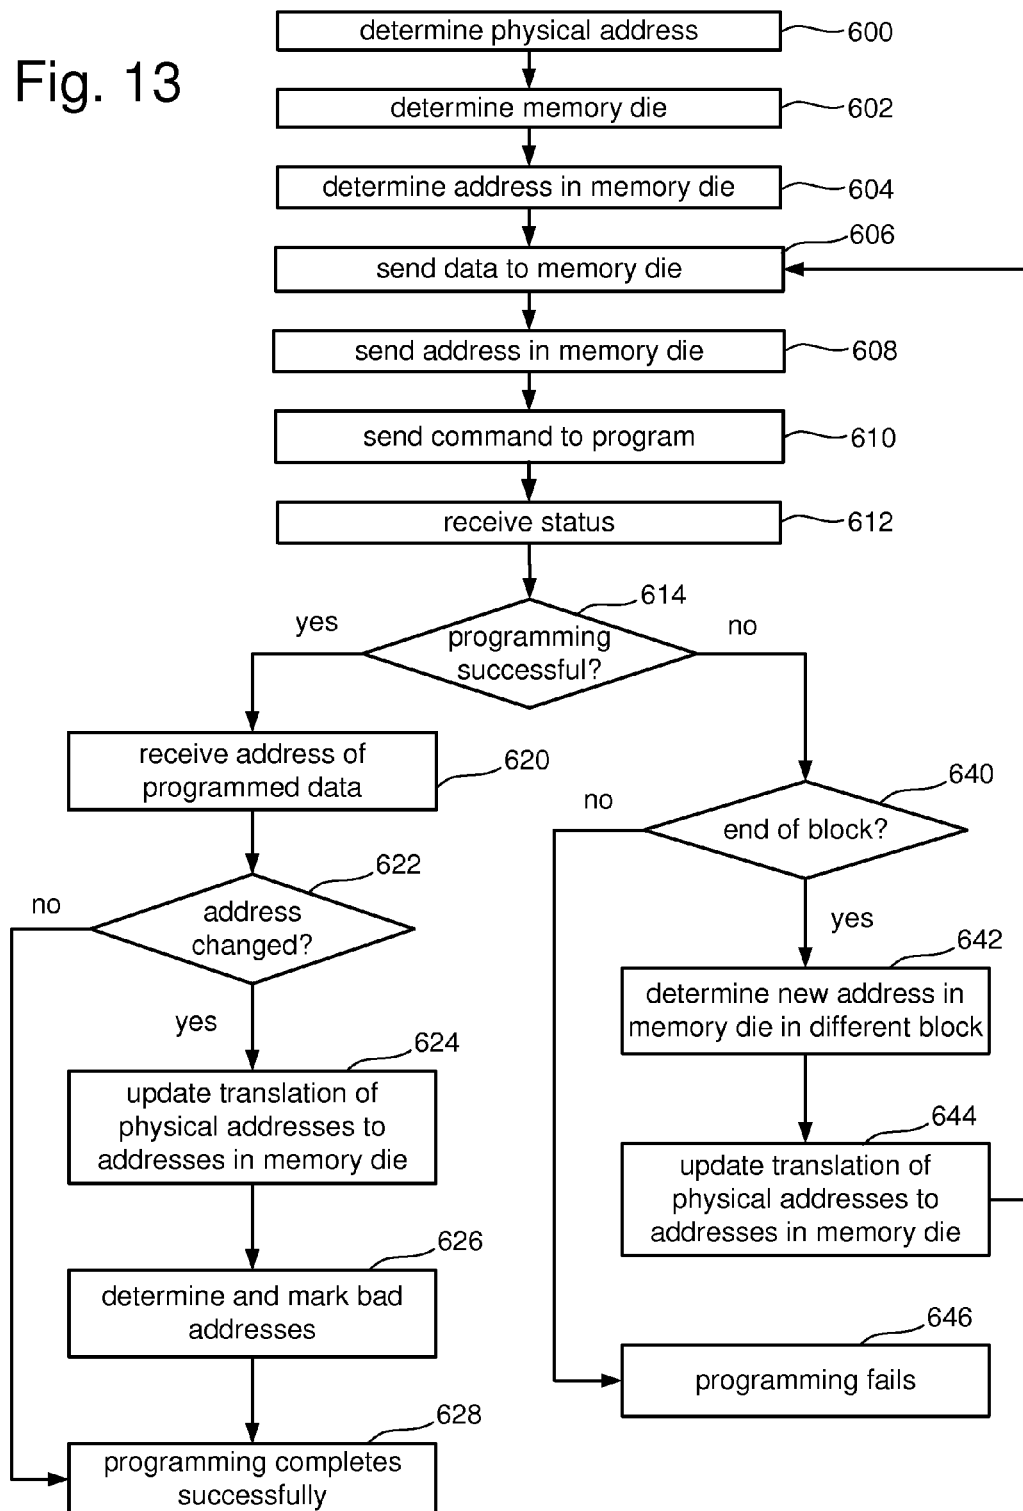 Fig. 13
determine physical address
600
determine memory die
602
determine address in memory die
604
send data to memory die
606
send address in memory die
608
send command to program
610
receive status
612
programming
successful?
614
yes
no
receive address of
programmed data
620
end of block?
640
no
yes
address
changed?
622
no
yes
determine new address in
memory die in different block
642
update translation of
physical addresses to
addresses in memory die
624
update translation of
physical addresses to
addresses in memory die
644
determine and mark bad
addresses
626
programming fails
646
programming completes
successfully
628